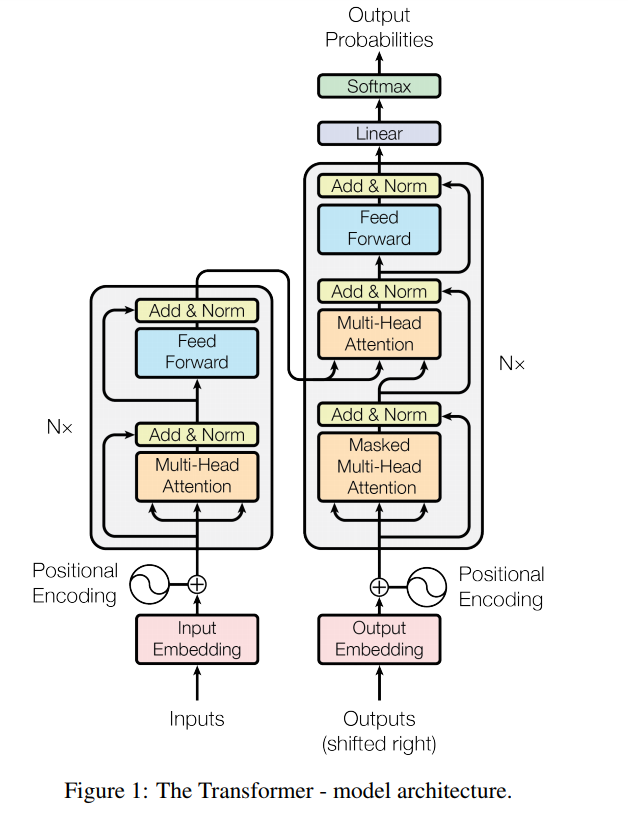 Output
Probabilities
Softmax
Linear
Add & Norm
Feed
Forward
Add & Norm
Multi-Head
Attention
Add & Norm
Masked
Multi-Head
Attention
N×
Add & Norm
Feed
Forward
Add & Norm
Multi-Head
Attention
N×
Positional
Encoding
Positional
Encoding
Input
Embedding
Output
Embedding
Inputs
Outputs
(shifted right)
Figure 1: The Transformer - model architecture.